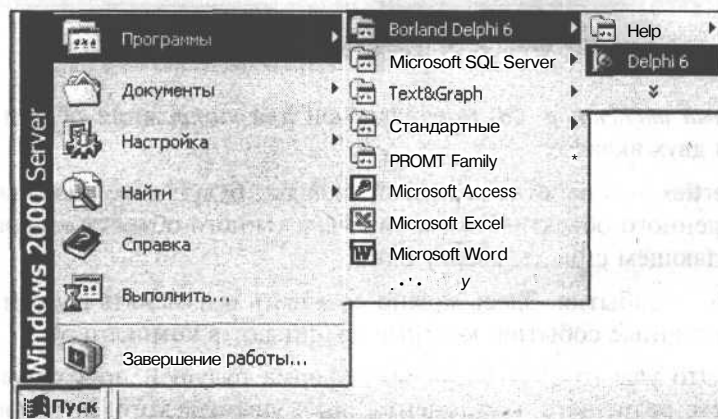 Windows 2000 Server
Программы
Документы
Настройка
Найти
Справка
Выполнить...
Завершение работы...
Пуск
Borland Delphi 6
Microsoft SQL Server
Text&Graph
Стандартные
PROMT Family
Microsoft Access
Microsoft Excel
Microsoft Word
Help
Delphi 6